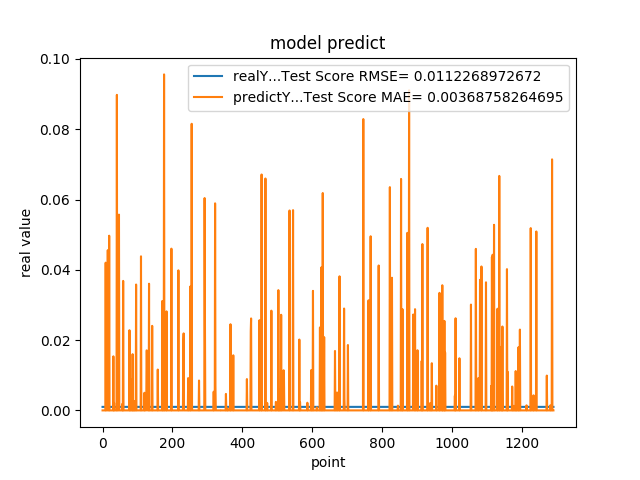 model predict
realY...Test Score RMSE= 0.0112268972672
predictY...Test Score MAE= 0.00368758264695
real value
0.10
0.08
0.06
0.04
0.02
0.00
0 200 400 600 800 1000 1200
point